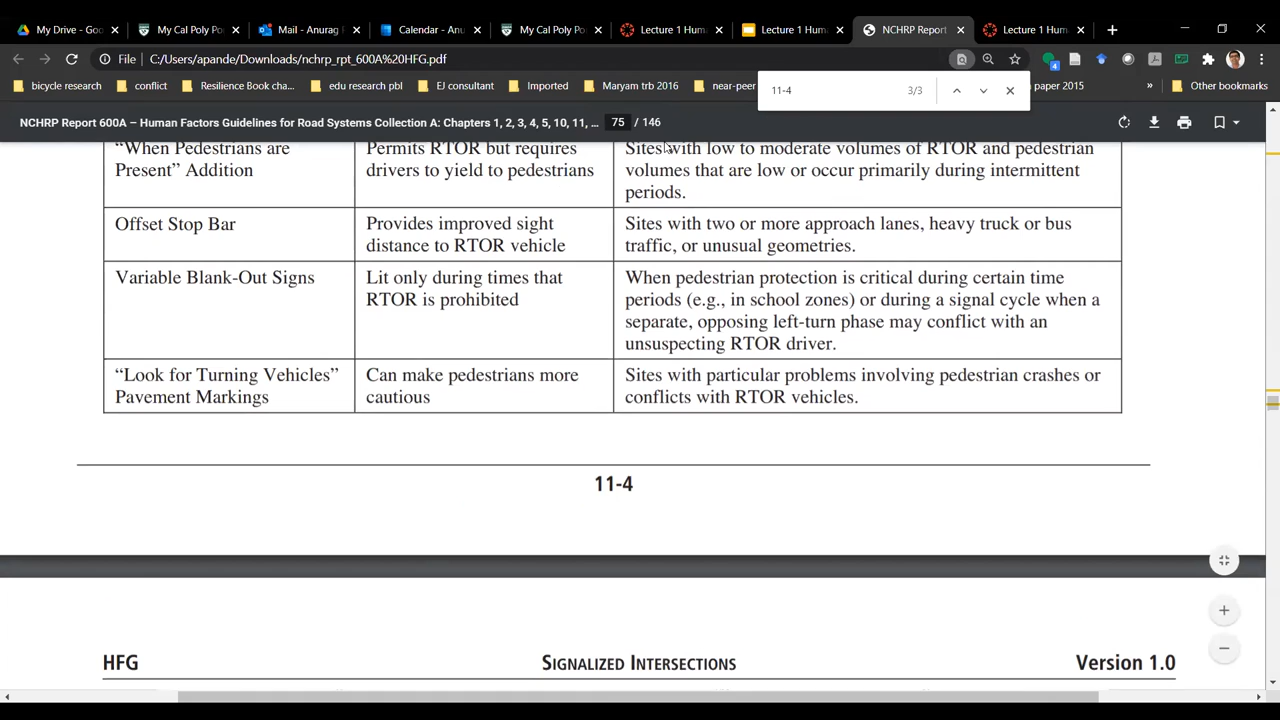 My Drive - Goo
My Cal Poly Po
Mail - Anurag
Calendar - Anu
My Cal Poly Po
Lecture 1 Huma
Lecture 1 Hum
NCHRP Report
Lecture 1 Huma
File C:/Users/apande/Downloads/nchrp_rpt_600A%20HFG.pdf
4
bicycle research
conflict
Resilience Book cha...
edu research pbl
EJ consultant
Imported
Maryam trb 2016
near-peer
paper 2015
»
Other bookmarks
11-4 3/3
NCHRP Report 600A – Human Factors Guidelines for Road Systems Collection A: Chapters 1, 2, 3, 4, 5, 10, 11, ... 75 / 146
“When Pedestrians are
Present” Addition
Permits RTOR but requires
drivers to yield to pedestrians
Sites with low to moderate volumes of RTOR and pedestrian
volumes that are low or occur primarily during intermittent
periods.
Offset Stop Bar
Provides improved sight
distance to RTOR vehicle
Sites with two or more approach lanes, heavy truck or bus
traffic, or unusual geometries.
Variable Blank-Out Signs
Lit only during times that
RTOR is prohibited
When pedestrian protection is critical during certain time
periods (e.g., in school zones) or during a signal cycle when a
separate, opposing left-turn phase may conflict with an
unsuspecting RTOR driver.
“Look for Turning Vehicles”
Pavement Markings
Can make pedestrians more
cautious
Sites with particular problems involving pedestrian crashes or
conflicts with RTOR vehicles.
11-4
HFG SIGNALIZED INTERSECTIONS Version 1.0